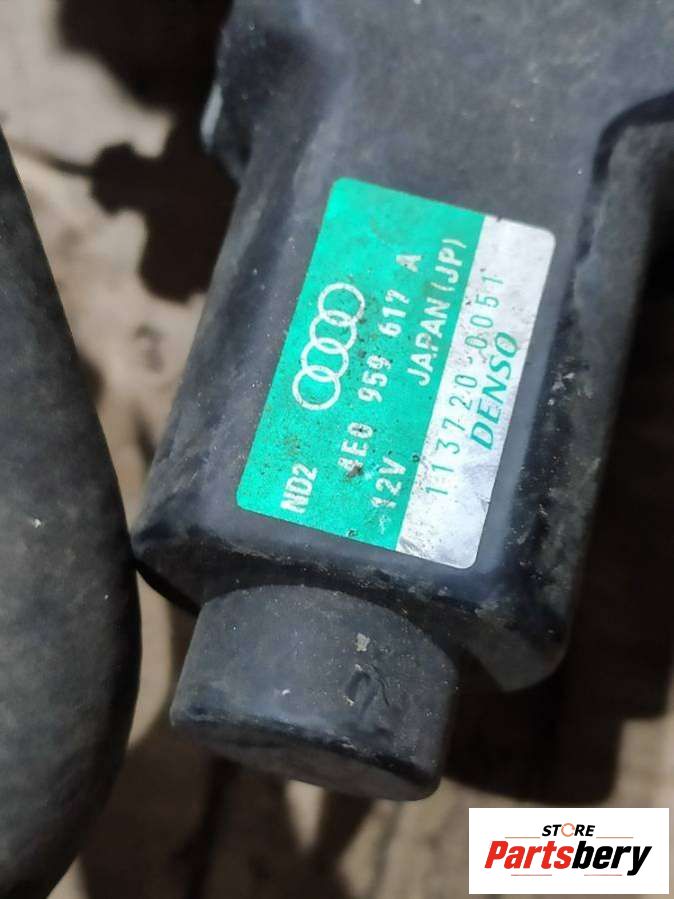 ND2
4E0 959 617 A
12V JAPAN(JP)
113720-0051
DENSO
STORE
Partsbery